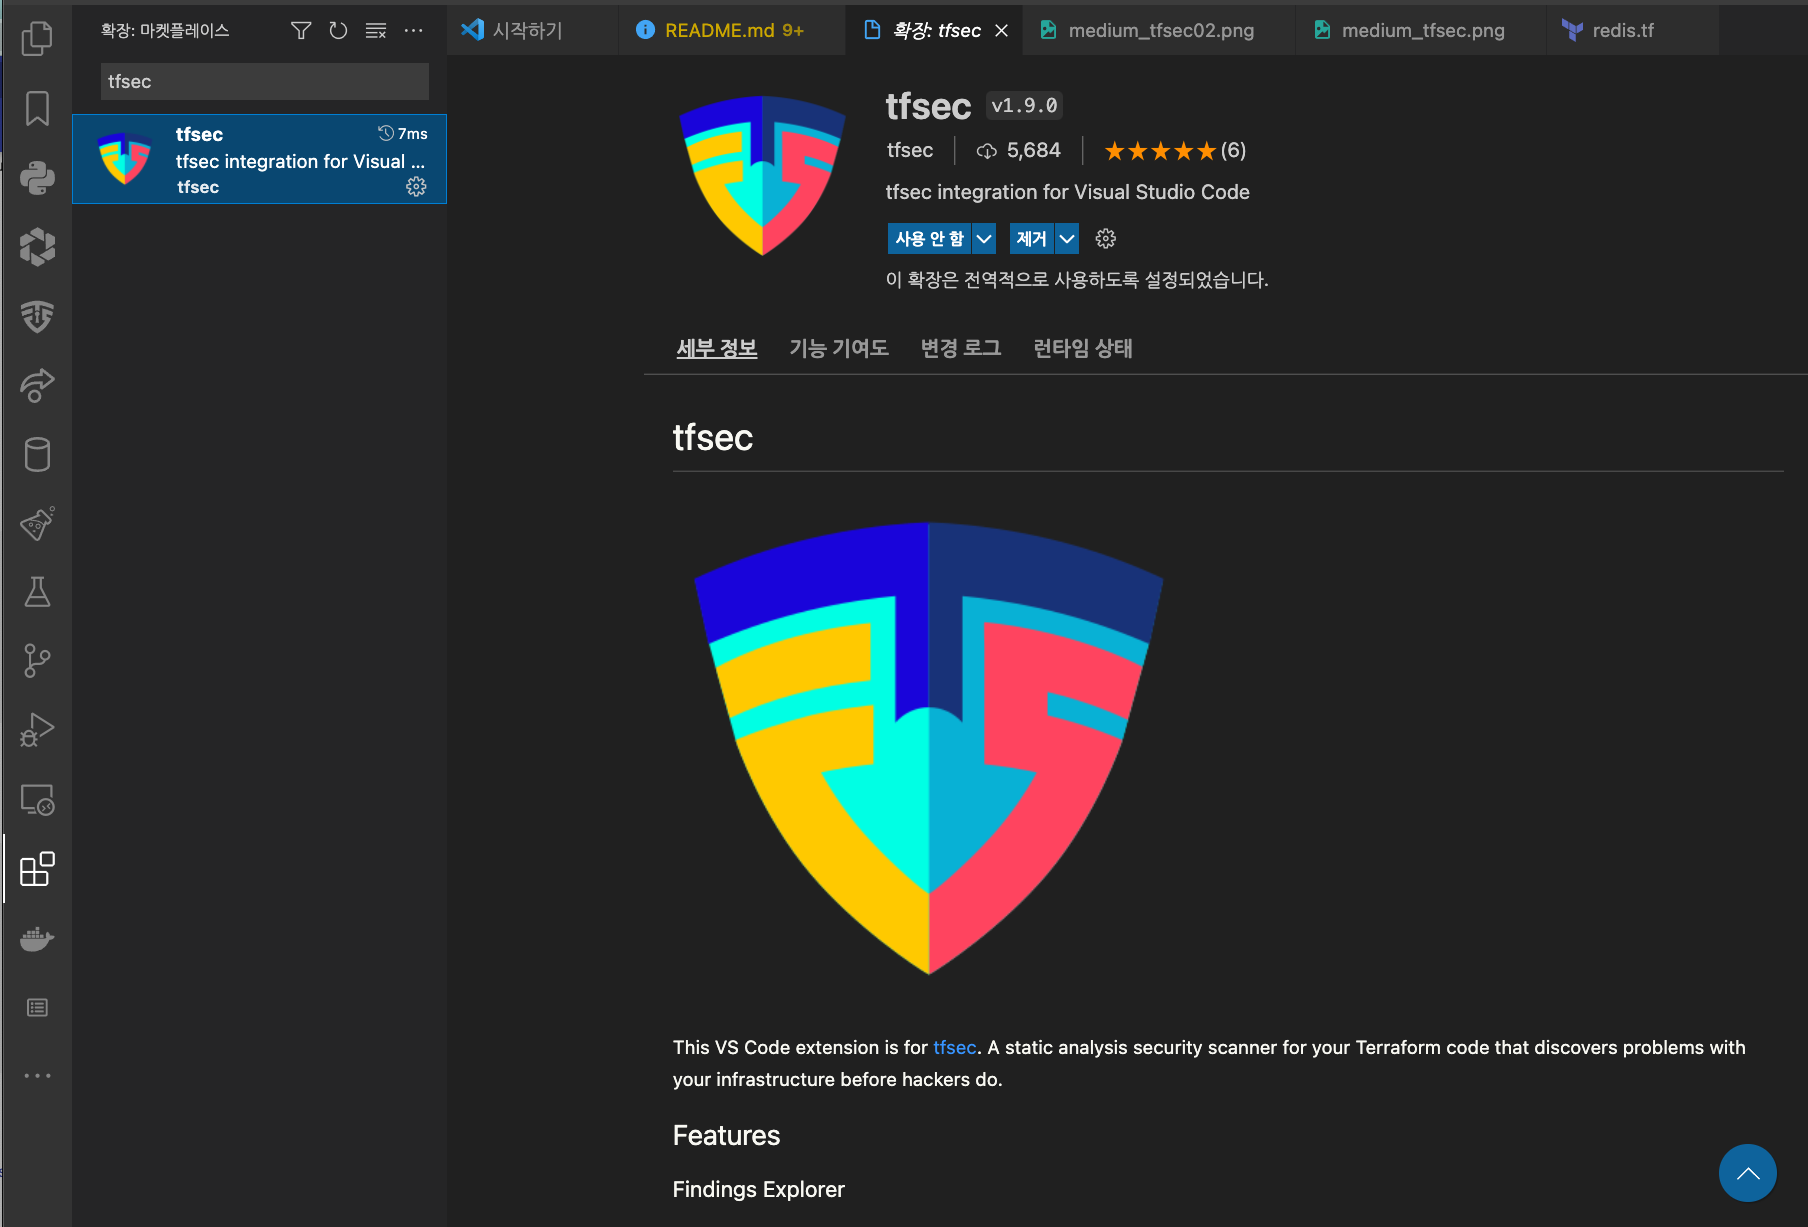 확장: 마켓플레이스
tfsec
tfsec
7ms
tfsec integration for Visual ...
tfsec
시작하기
README.md 9+
확장: tfsec
medium_tfsec02.png
medium_tfsec.png
redis.tf
tfsec v1.9.0
tfsec 5,684 (6)
tfsec integration for Visual Studio Code
사용 안 함 제거
이 확장은 전역적으로 사용하도록 설정되었습니다.
세부 정보 기능 기여도 변경 로그 런타임 상태
tfsec
This VS Code extension is for tfsec. A static analysis security scanner for your Terraform code that discovers problems with
your infrastructure before hackers do.
Features
Findings Explorer